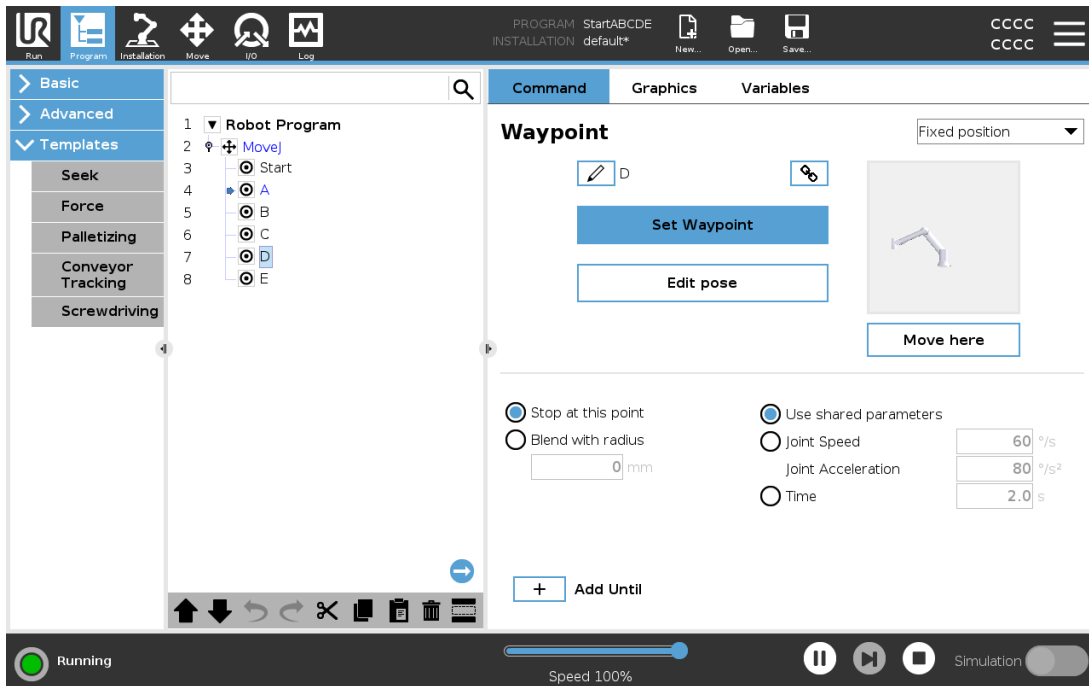 UR
Run
Program
Installation
Move
I/O
Log
PROGRAM StartABCDE
INSTALLATION default*
New...
Open...
Save...
CCCC
CCCC
Basic
Advanced
Templates
Seek
Force
Palletizing
Conveyor
Tracking
Screwdriving
1 Robot Program
2 MoveJ
3 Start
4 A
5 B
6 C
7 D
8 E
Command Graphics Variables
Waypoint
Fixed position
D
Set Waypoint
Edit pose
Move here
Stop at this point
Blend with radius
0 mm
Use shared parameters
Joint Speed 60 °/s
Joint Acceleration 80 °/s²
Time 2.0 s
+ Add Until
Running
Speed 100%
Simulation